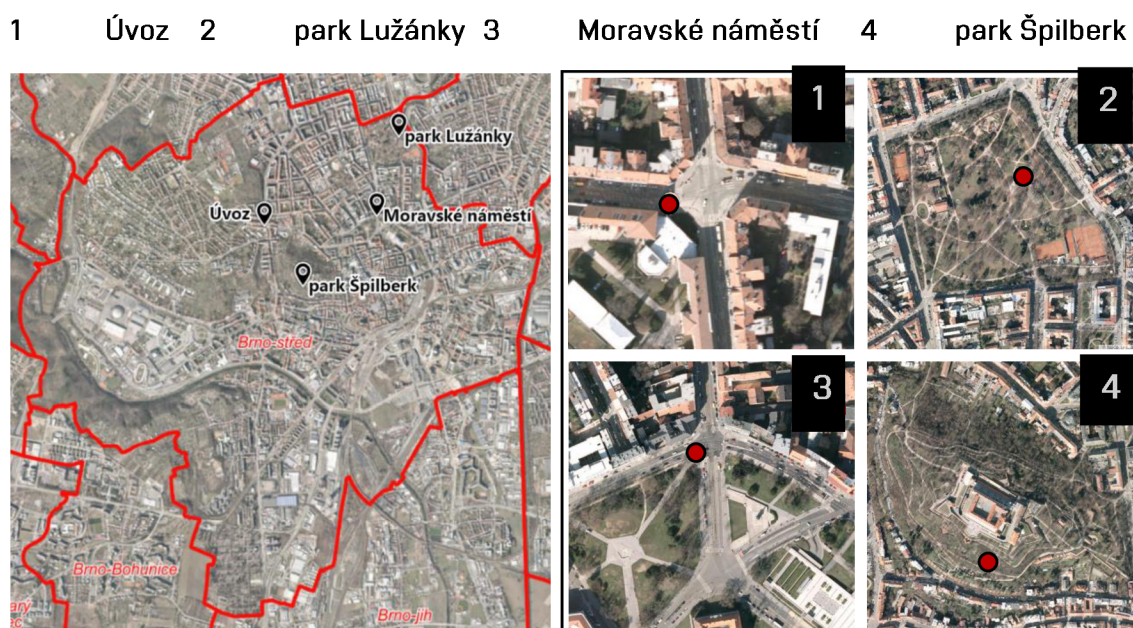 1 Úvoz 2 park Lužánky 3 Moravské náměstí 4 park Špilberk
park Lužánky
Úvoz
Moravské náměstí
park Špilberk
Brno-střed
Brno-Bohunice
Brno-jih
1
2
3
4